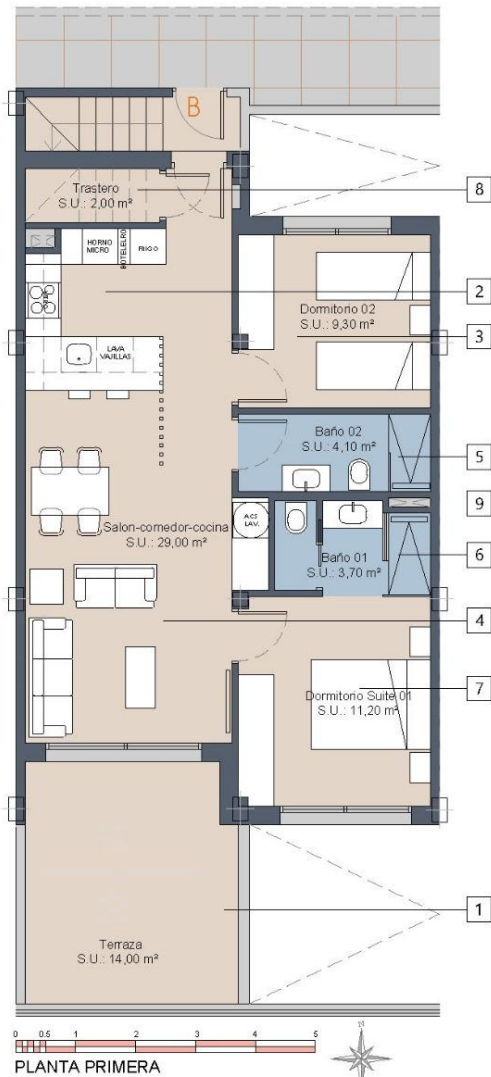 B
Trastero
S.U.: 2,00 m²
8
HORNO
MICRO
BOTELLERO
FRIGO
2
Dormitorio 02
S.U.: 9,30 m²
3
LAVA
VAJILLAS
Baño 02
S.U.: 4,10 m²
5
9
ACS
LAV.
Salon-comedor-cocina
S.U.: 29,00 m²
Baño 01
S.U.: 3,70 m²
6
4
7
Dormitorio Suite 01
S.U.: 11,20 m²
1
Terraza
S.U.: 14,00 m²
0 0.5 1 2 3 4 5
N
PLANTA PRIMERA